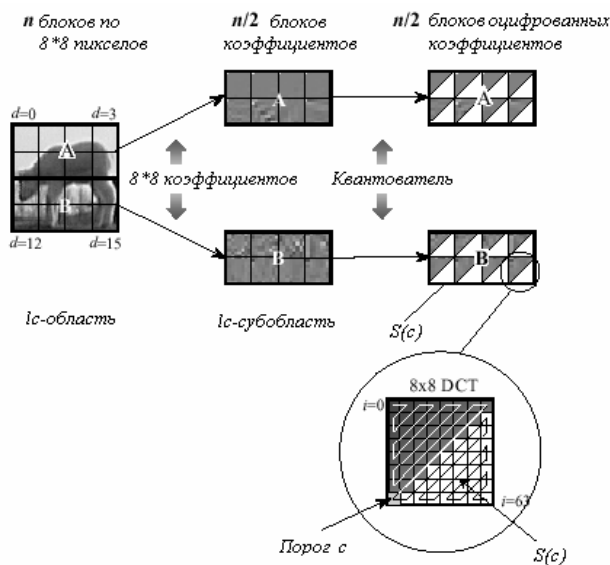 n блоков по
8*8 пикселов
n/2 блоков
коэффициентов
n/2 блоков оцифрованных
коэффициентов
d=0
d=3
A
B
d=12
d=15
A
A
8*8 коэффициентов
Квантователь
B
B
lc-область
lc-субобласть
S(c)
8x8 DCT
i=0
i=63
Порог c
S(c)